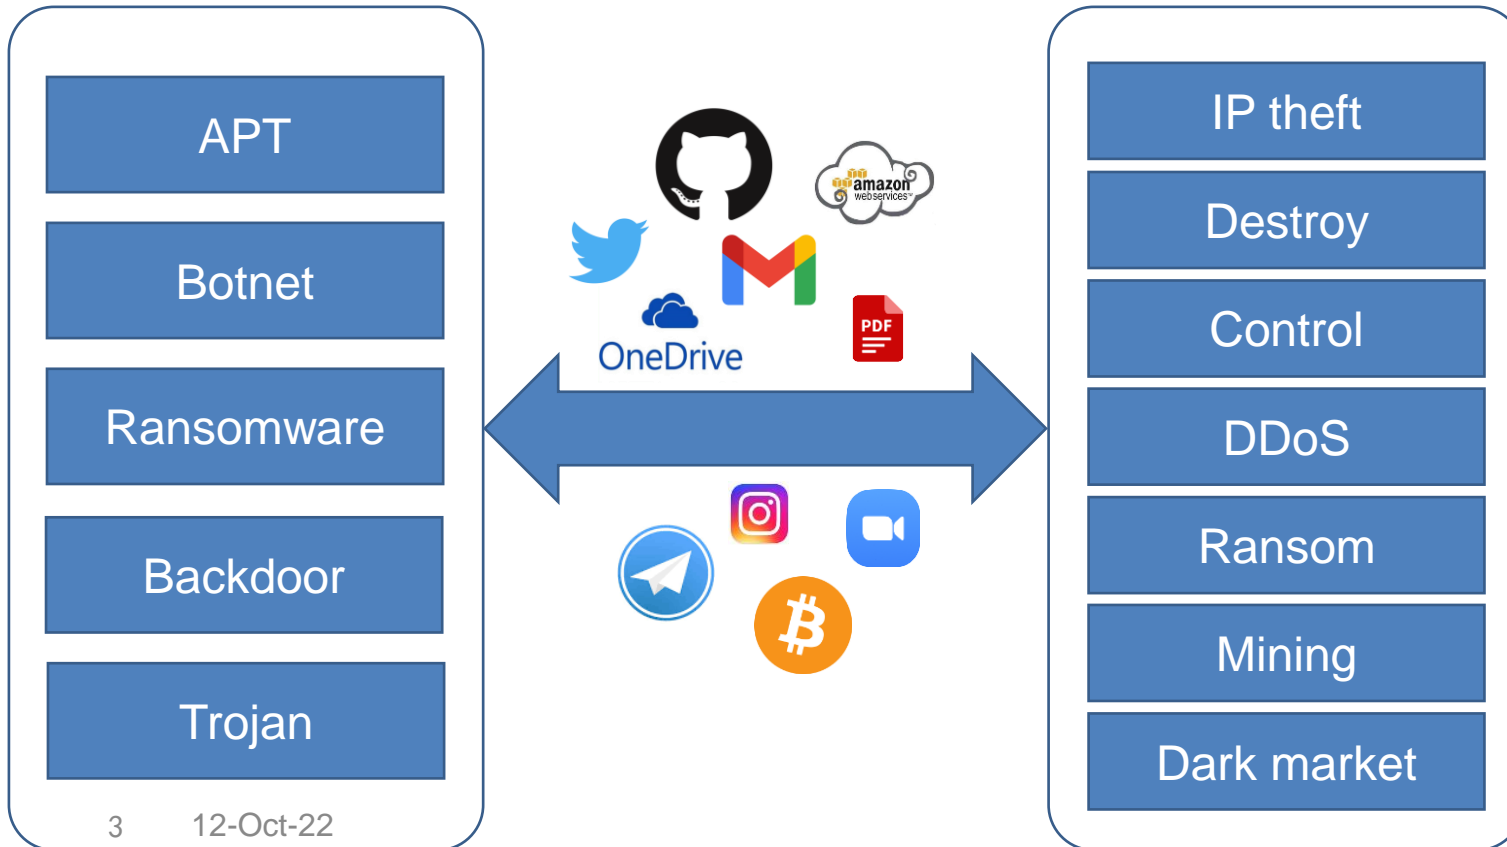 APT
Botnet
Ransomware
Backdoor
Trojan
amazon
webservices™
OneDrive
PDF
IP theft
Destroy
Control
DDoS
Ransom
Mining
Dark market
3 12-Oct-22